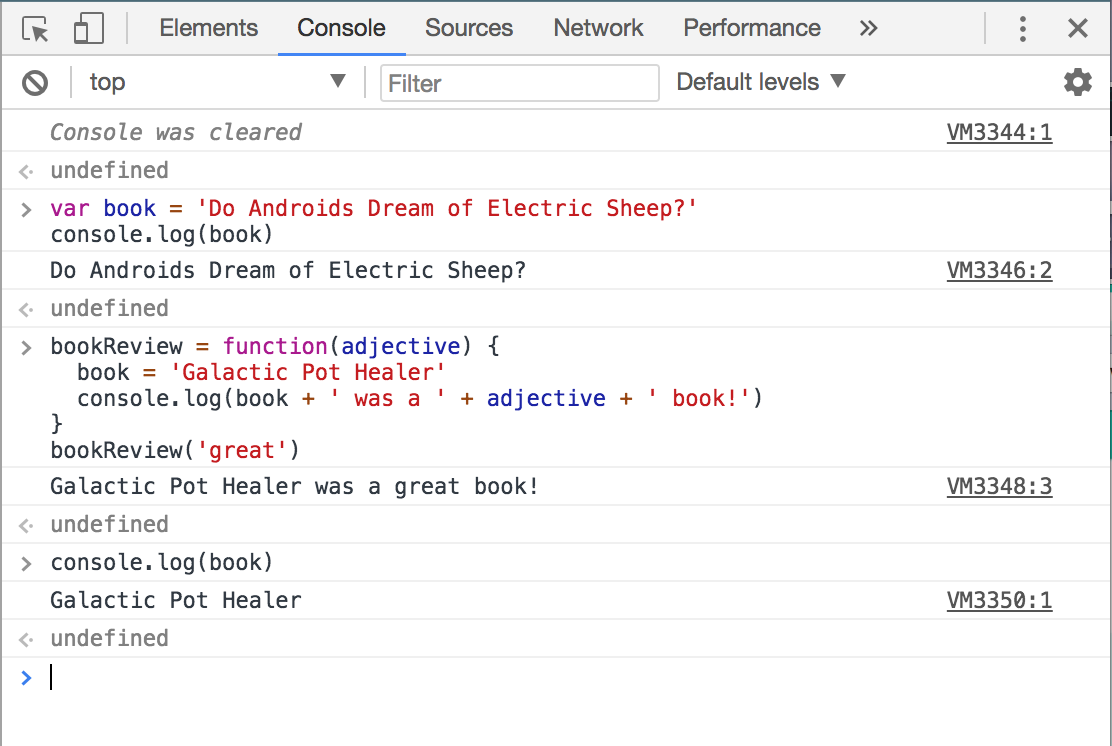 Elements Console Sources Network Performance »
top ▼ Filter Default levels ▼
Console was cleared VM3344:1
undefined
var book = 'Do Androids Dream of Electric Sheep?'
console.log(book)
Do Androids Dream of Electric Sheep? VM3346:2
undefined
bookReview = function(adjective) {
  book = 'Galactic Pot Healer'
  console.log(book + ' was a ' + adjective + ' book!')
}
bookReview('great')
Galactic Pot Healer was a great book! VM3348:3
undefined
console.log(book)
Galactic Pot Healer VM3350:1
undefined